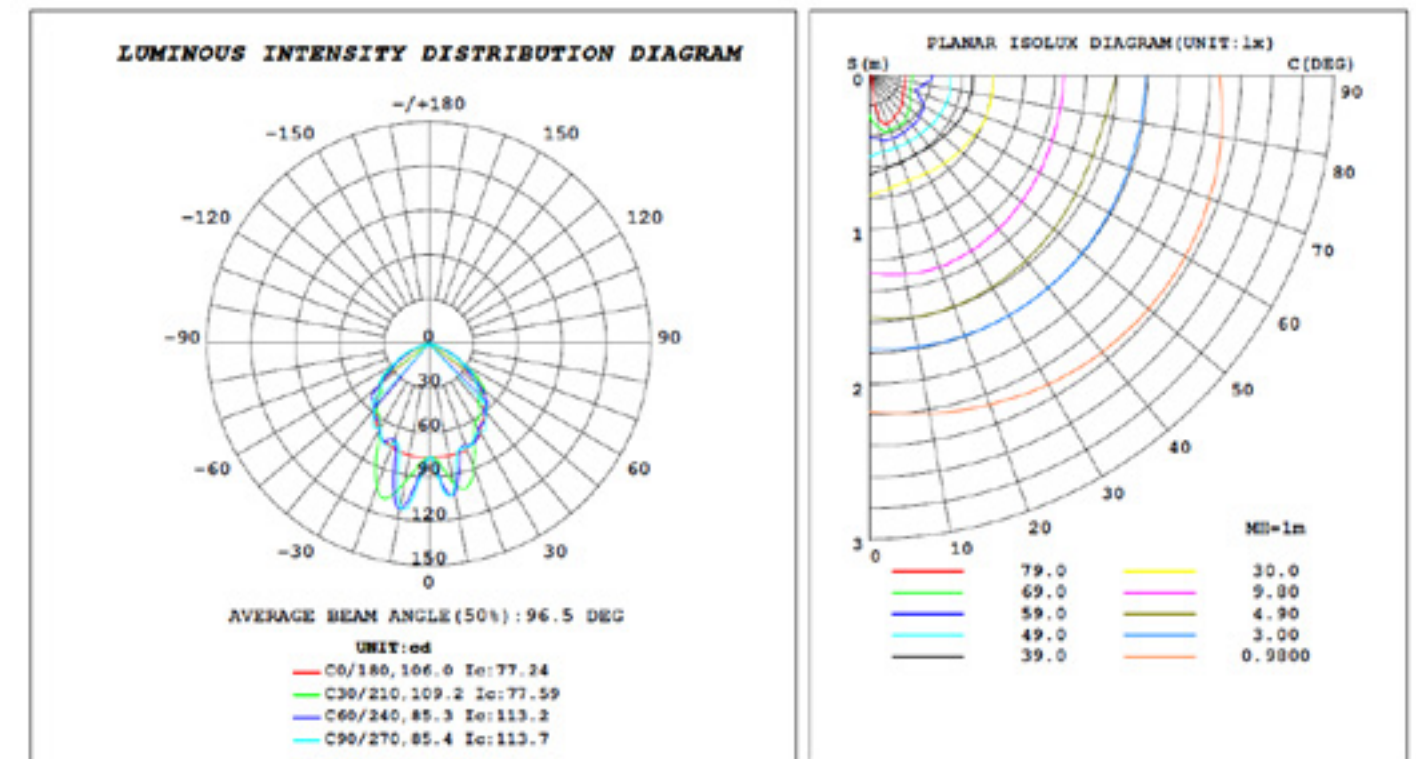 LUMINOUS INTENSITY DISTRIBUTION DIAGRAM
-/+180
-150 150
-120 120
-90 0 90
30
60
-60 90 60
120
-30 150 30
0
AVERAGE BEAM ANGLE(50%):96.5 DEG
UNIT:cd
C0/180,106.0 Ic:77.24
C30/210,109.2 Ic:77.59
C60/240,85.3 Ic:113.2
C90/270,85.4 Ic:113.7
PLANAR ISOLUX DIAGRAM(UNIT:lx)
S(m) C(DEG)
0 90
80
1 70
60
2 50
40
30
3 0 10 20
MH=1m
79.0 30.0
69.0 9.80
59.0 4.90
49.0 3.00
39.0 0.9800